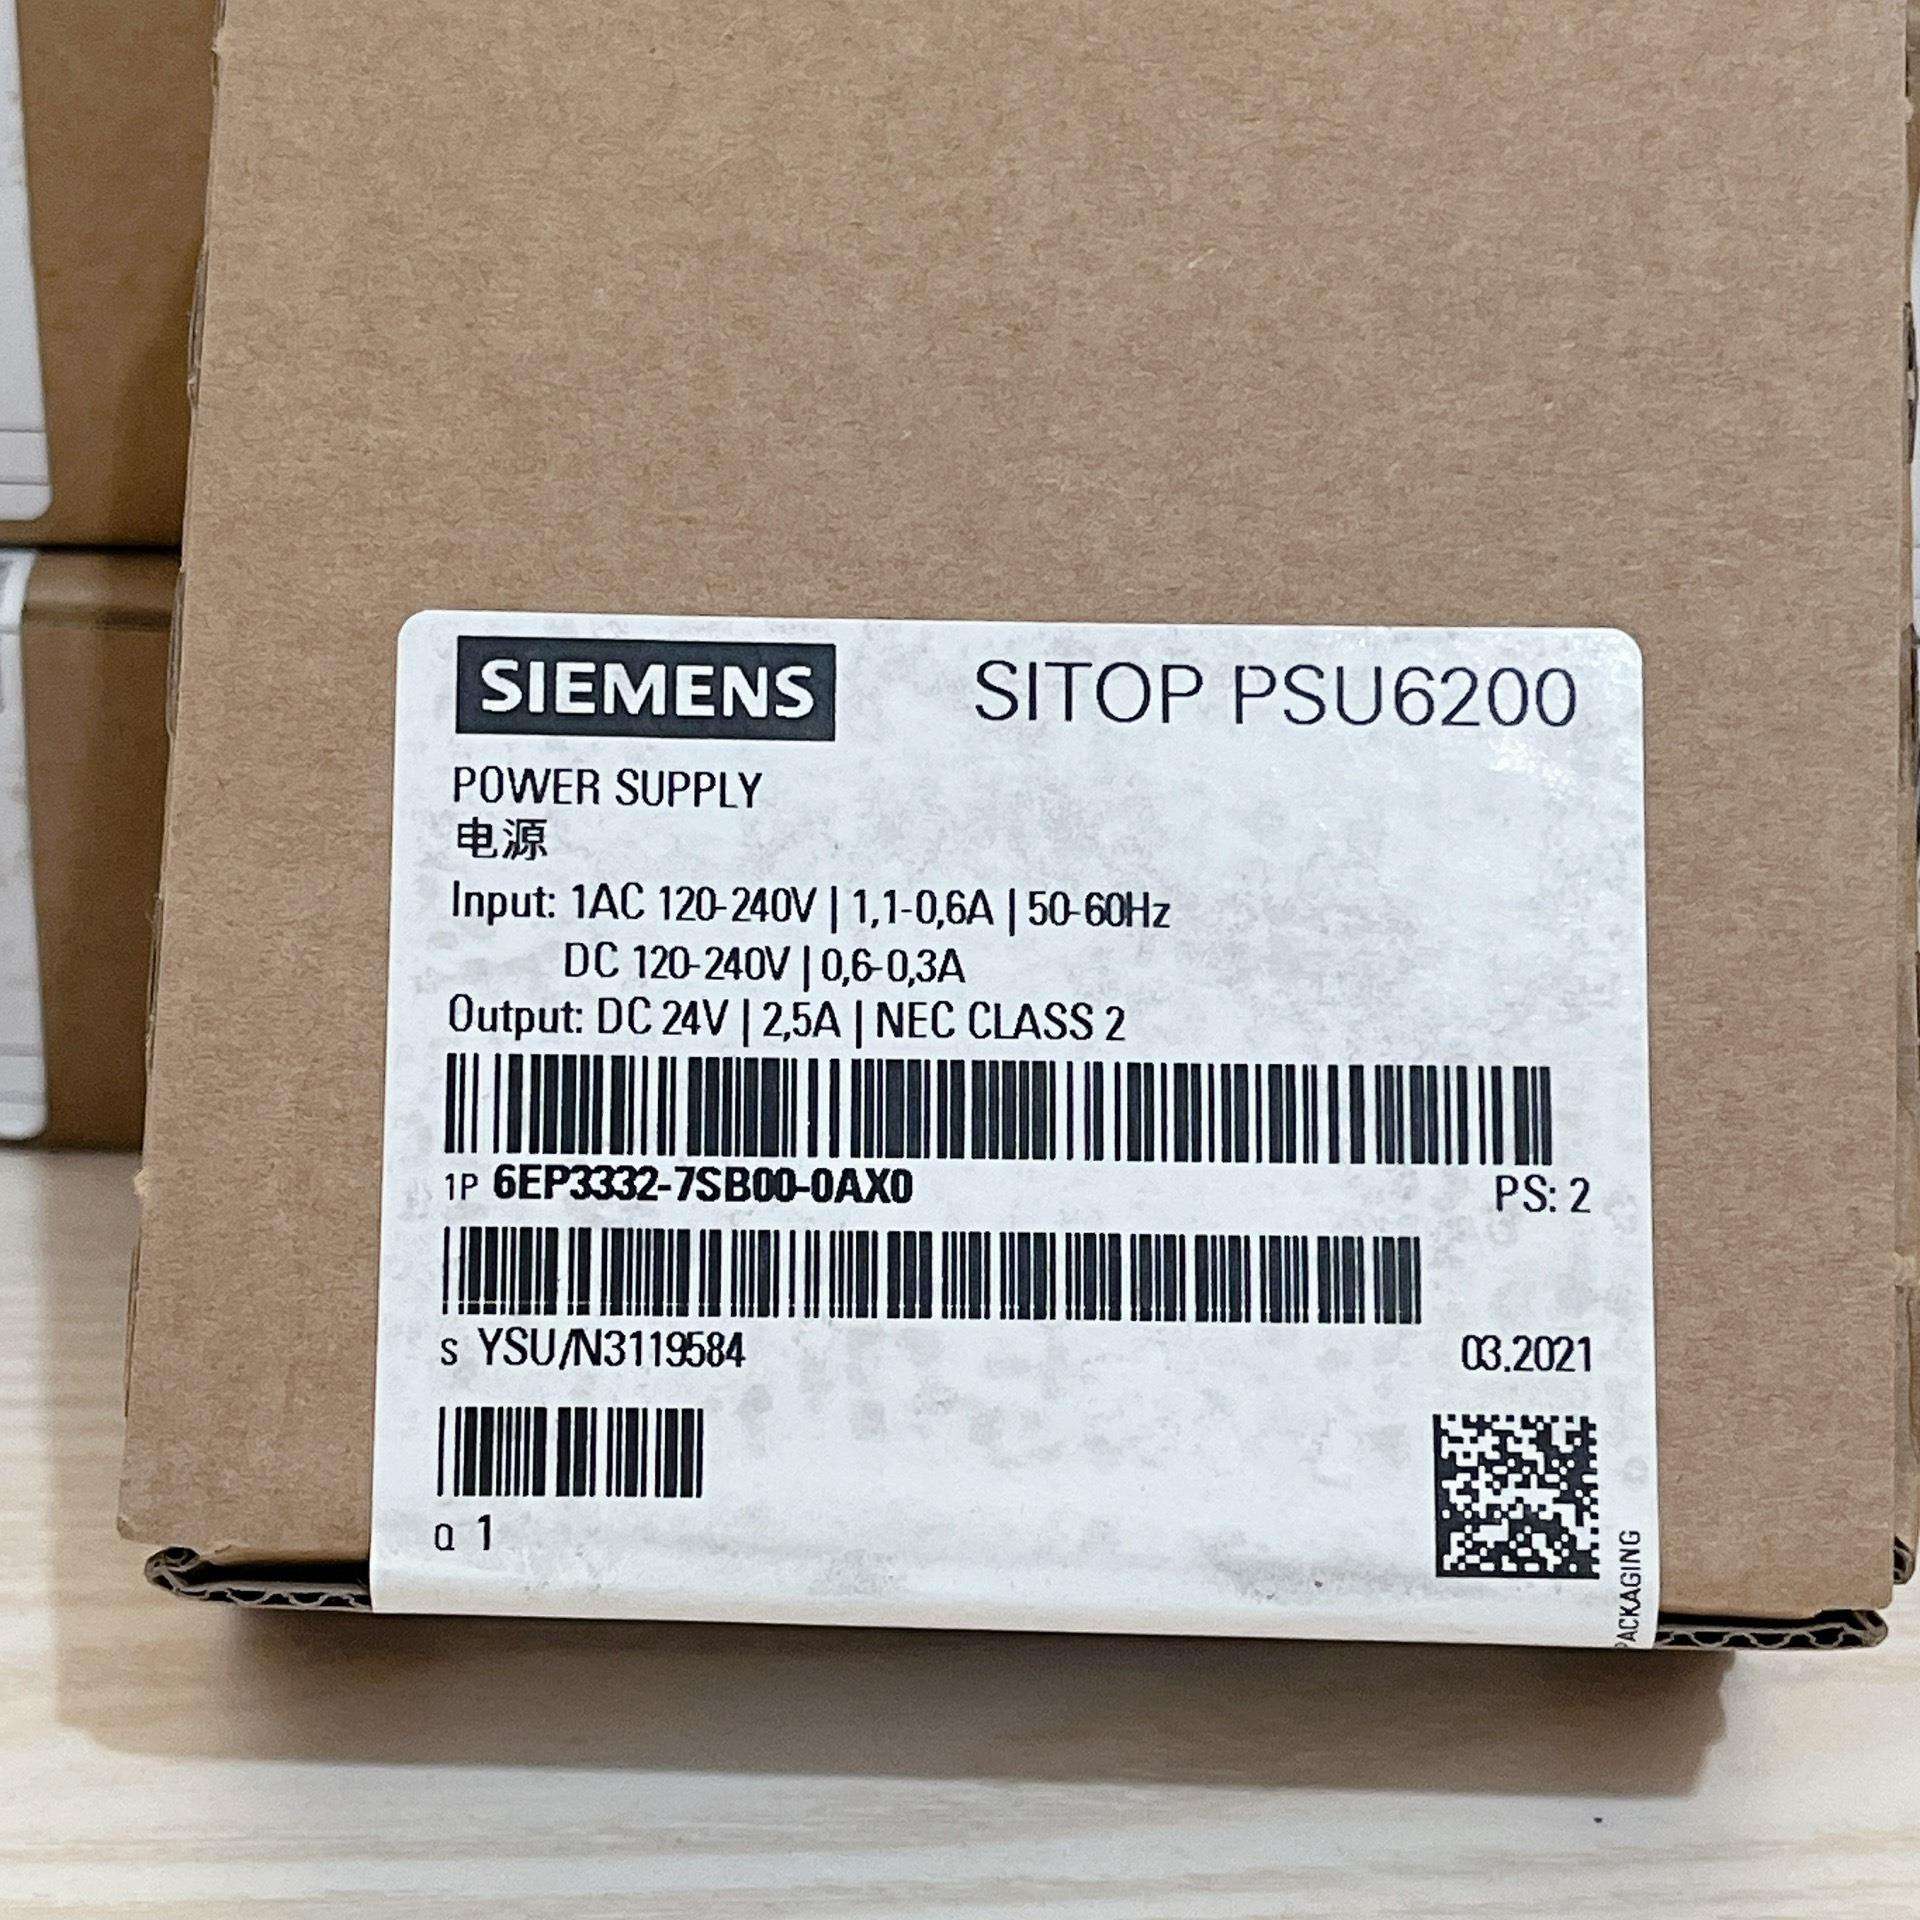 SIEMENS SITOP PSU6200
POWER SUPPLY
电源
Input: 1AC 120-240V | 1,1-0,6A | 50-60Hz
DC 120-240V | 0,6-0,3A
Output: DC 24V | 2,5A | NEC CLASS 2
1P 6EP3332-7SB00-0AX0 PS: 2
S YSU/N3119584 03.2021
Q 1
PACKAGING